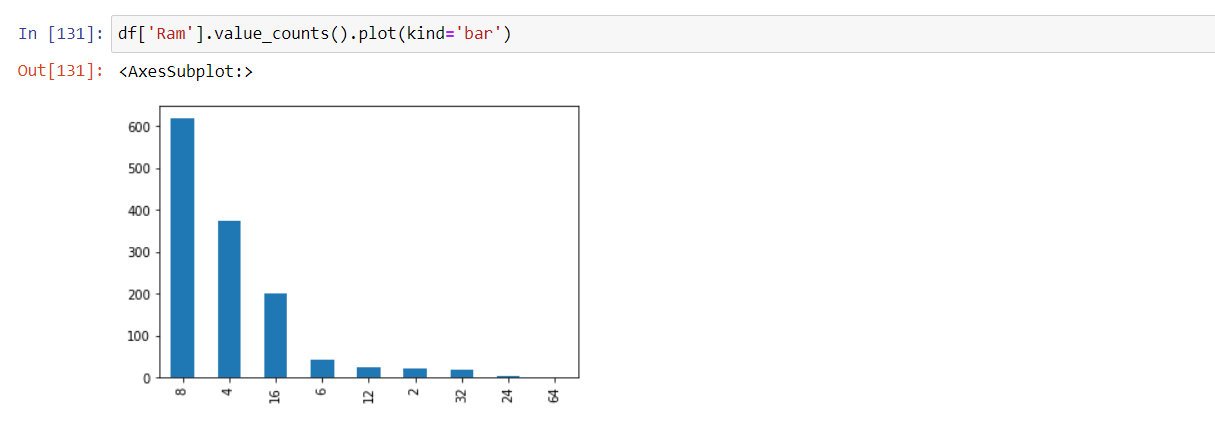 In [131]: df['Ram'].value_counts().plot(kind='bar')
Out[131]: <AxesSubplot:>
600
500
400
300
200
100
0
8 4 16 6 12 2 32 24 64